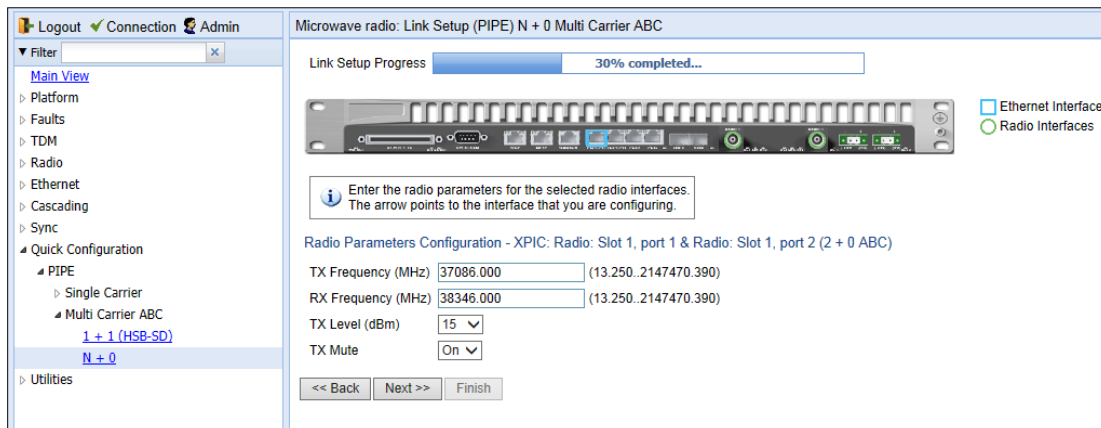 Logout Connection Admin
Filter
Main View
Platform
Faults
TDM
Radio
Ethernet
Cascading
Sync
Quick Configuration
PIPE
Single Carrier
Multi Carrier ABC
1 + 1 (HSB-SD)
N + 0
Utilities
Microwave radio: Link Setup (PIPE) N + 0 Multi Carrier ABC
Link Setup Progress 30% completed...
Ethernet Interface
Radio Interfaces
Enter the radio parameters for the selected radio interfaces.
The arrow points to the interface that you are configuring.
Radio Parameters Configuration - XPIC: Radio: Slot 1, port 1 & Radio: Slot 1, port 2 (2 + 0 ABC)
TX Frequency (MHz) 37086.000 (13.250..2147470.390)
RX Frequency (MHz) 38346.000 (13.250..2147470.390)
TX Level (dBm) 15
TX Mute On
<< Back Next >> Finish